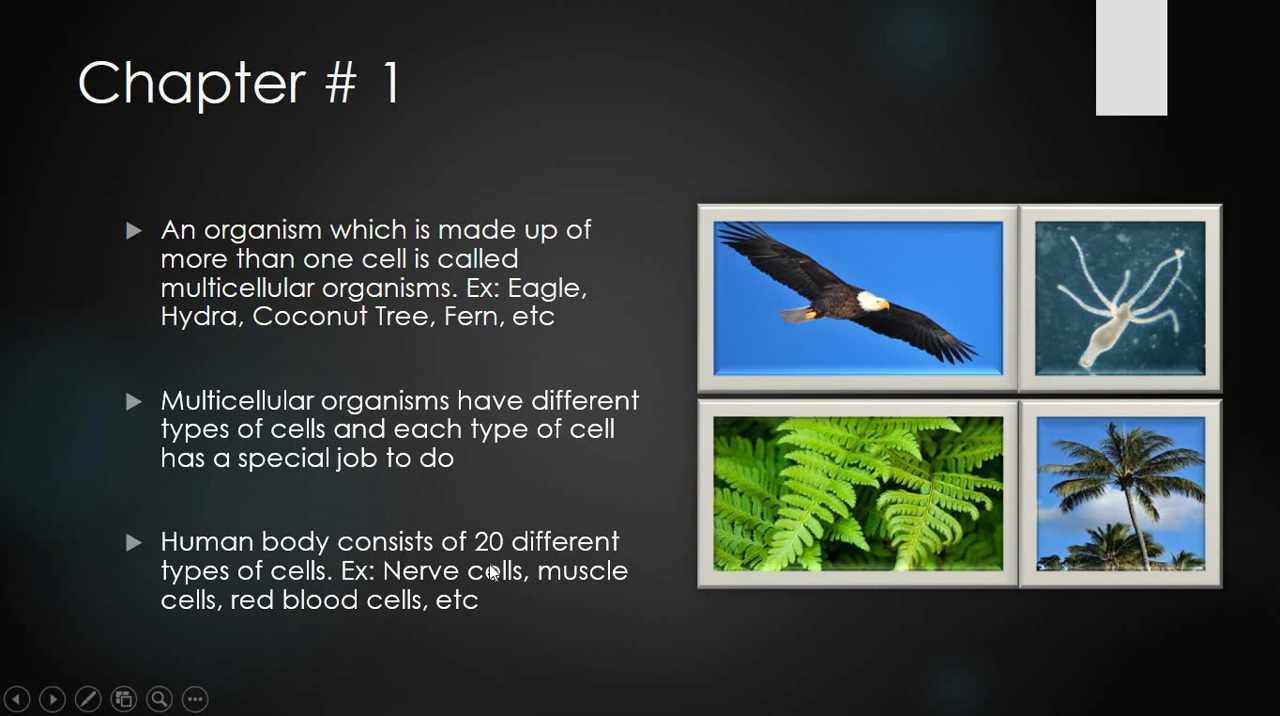 Chapter # 1
An organism which is made up of
more than one cell is called
multicellular organisms. Ex: Eagle,
Hydra, Coconut Tree, Fern, etc
Multicellular organisms have different
types of cells and each type of cell
has a special job to do
Human body consists of 20 different
types of cells. Ex: Nerve cells, muscle
cells, red blood cells, etc